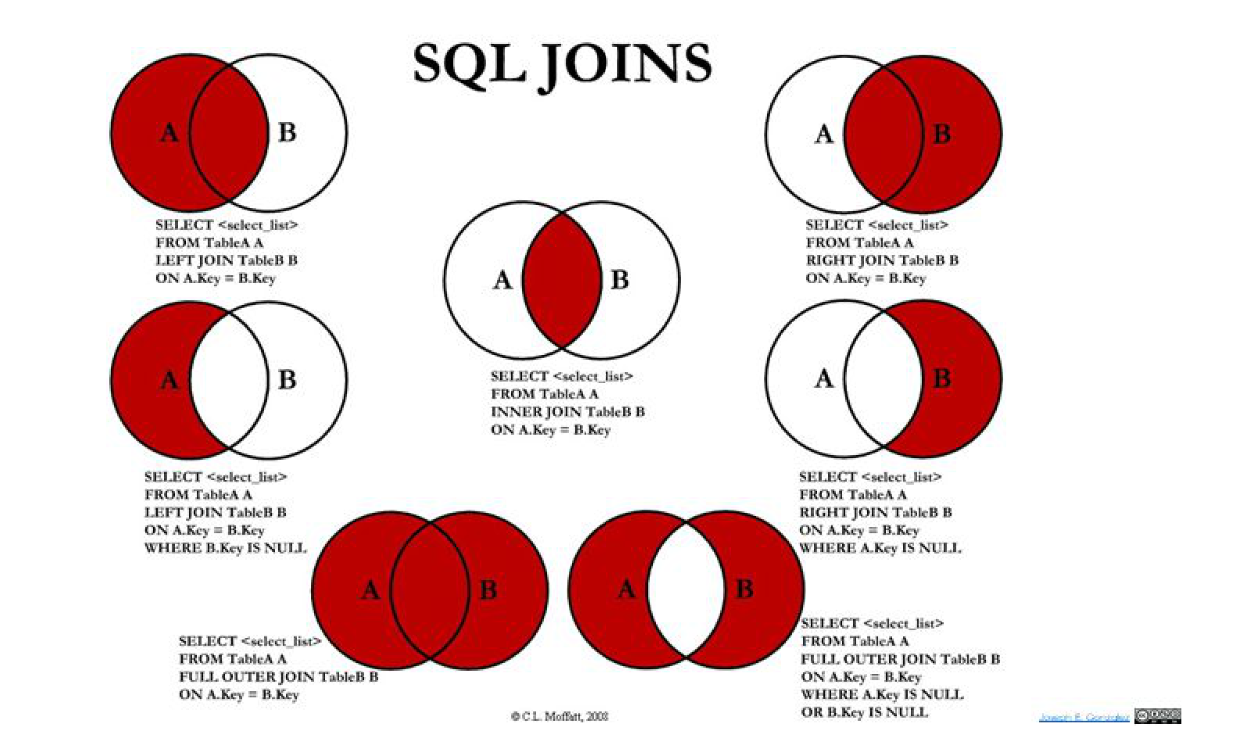 SQL JOINS
A B
SELECT <select_list>
FROM TableA A
LEFT JOIN TableB B
ON A.Key = B.Key
A B
SELECT <select_list>
FROM TableA A
RIGHT JOIN TableB B
ON A.Key = B.Key
A B
SELECT <select_list>
FROM TableA A
INNER JOIN TableB B
ON A.Key = B.Key
A B
SELECT <select_list>
FROM TableA A
LEFT JOIN TableB B
ON A.Key = B.Key
WHERE B.Key IS NULL
A B
SELECT <select_list>
FROM TableA A
RIGHT JOIN TableB B
ON A.Key = B.Key
WHERE A.Key IS NULL
A B
SELECT <select_list>
FROM TableA A
FULL OUTER JOIN TableB B
ON A.Key = B.Key
A B
SELECT <select_list>
FROM TableA A
FULL OUTER JOIN TableB B
ON A.Key = B.Key
WHERE A.Key IS NULL
OR B.Key IS NULL
© C.L. Moffatt, 2008
Joseph E. Gonzalez